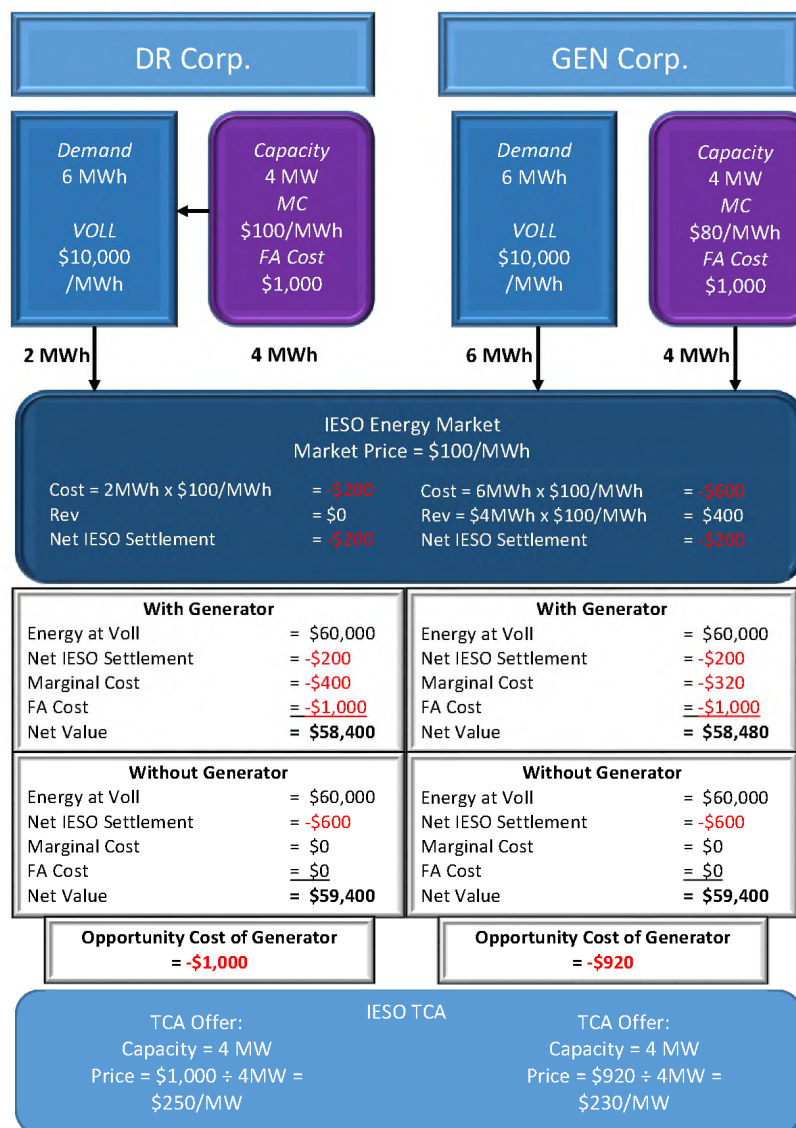 DR Corp.
GEN Corp.
Demand
6 MWh
VOLL
$10,000
/MWh
Capacity
4 MW
MC
$100/MWh
FA Cost
$1,000
Demand
6 MWh
VOLL
$10,000
/MWh
Capacity
4 MW
MC
$80/MWh
FA Cost
$1,000
2 MWh
4 MWh
6 MWh
4 MWh
IESO Energy Market
Market Price = $100/MWh
Cost = 2MWh x $100/MWh = -$200
Rev = $0
Net IESO Settlement = -$200
Cost = 6MWh x $100/MWh = -$600
Rev = $4MWh x $100/MWh = $400
Net IESO Settlement = -$200
With Generator
Energy at Voll = $60,000
Net IESO Settlement = -$200
Marginal Cost = -$400
FA Cost = -$1,000
Net Value = $58,400
With Generator
Energy at Voll = $60,000
Net IESO Settlement = -$200
Marginal Cost = -$320
FA Cost = -$1,000
Net Value = $58,480
Without Generator
Energy at Voll = $60,000
Net IESO Settlement = -$600
Marginal Cost = $0
FA Cost = $0
Net Value = $59,400
Without Generator
Energy at Voll = $60,000
Net IESO Settlement = -$600
Marginal Cost = $0
FA Cost = $0
Net Value = $59,400
Opportunity Cost of Generator
= -$1,000
Opportunity Cost of Generator
= -$920
IESO TCA
TCA Offer:
Capacity = 4 MW
Price = $1,000 ÷ 4MW =
$250/MW
TCA Offer:
Capacity = 4 MW
Price = $920 ÷ 4MW =
$230/MW